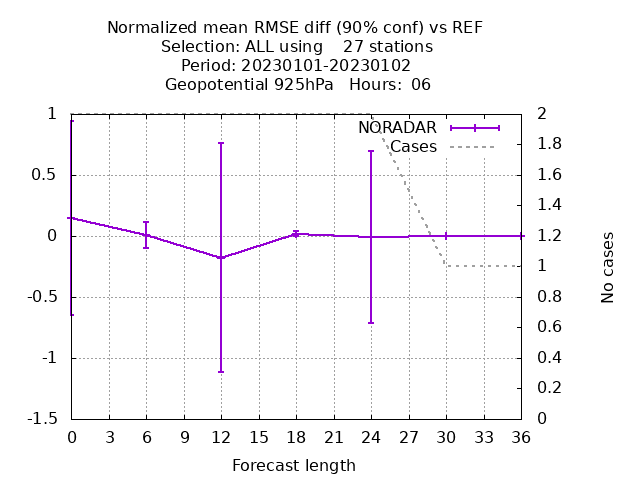 Normalized mean RMSE diff (90% conf) vs REF
Selection: ALL using    27 stations
Period: 20230101-20230102
Geopotential 925hPa   Hours:  06
NORADAR
Cases
1
0.5
0
-0.5
-1
-1.5
2
1.8
1.6
1.4
1.2
1
0.8
0.6
0.4
0.2
0
No cases
0 3 6 9 12 15 18 21 24 27 30 33 36
Forecast length